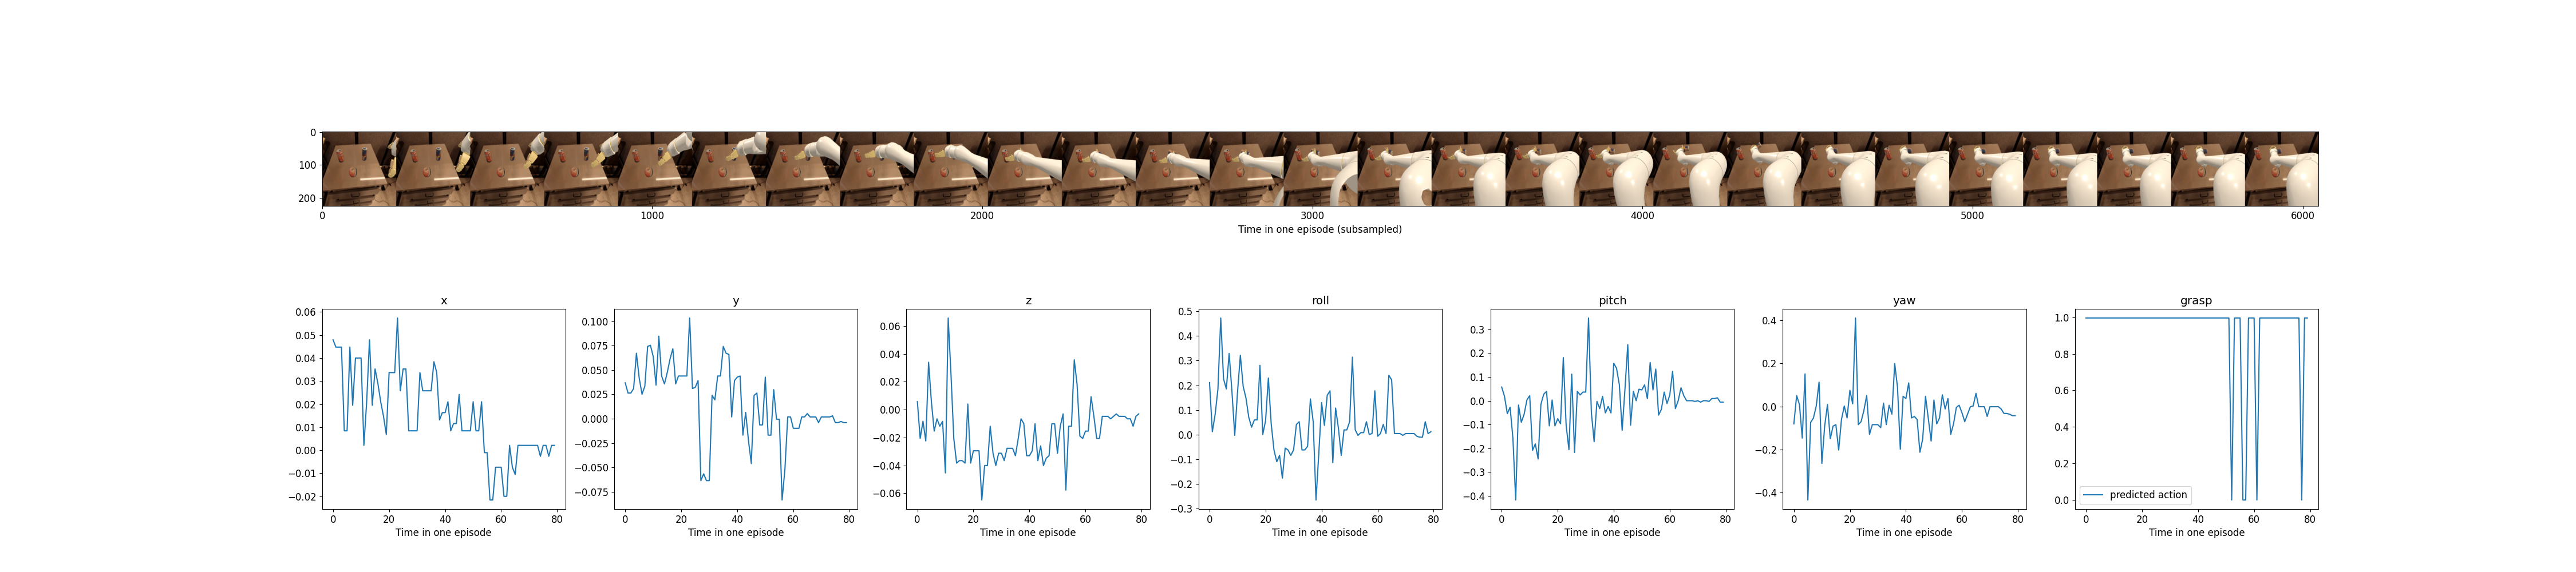 0
100
200
0 1000 2000 3000 4000 5000 6000
Time in one episode (subsampled)
x
0.06
0.05
0.04
0.03
0.02
0.01
0.00
−0.01
−0.02
0 20 40 60 80
Time in one episode
y
0.100
0.075
0.050
0.025
0.000
−0.025
−0.050
−0.075
0 20 40 60 80
Time in one episode
z
0.06
0.04
0.02
0.00
−0.02
−0.04
−0.06
0 20 40 60 80
Time in one episode
roll
0.5
0.4
0.3
0.2
0.1
0.0
−0.1
−0.2
−0.3
0 20 40 60 80
Time in one episode
pitch
0.3
0.2
0.1
0.0
−0.1
−0.2
−0.3
−0.4
0 20 40 60 80
Time in one episode
yaw
0.4
0.2
0.0
−0.2
−0.4
0 20 40 60 80
Time in one episode
grasp
1.0
0.8
0.6
0.4
0.2
0.0
predicted action
0 20 40 60 80
Time in one episode